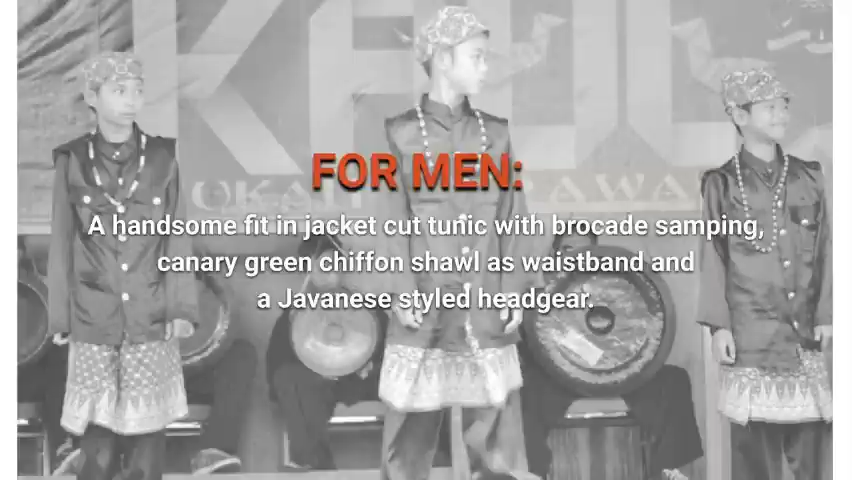 FOR MEN:
A handsome fit in jacket cut tunic with brocade samping,
canary green chiffon shawl as waistband and
a Javanese styled headgear.